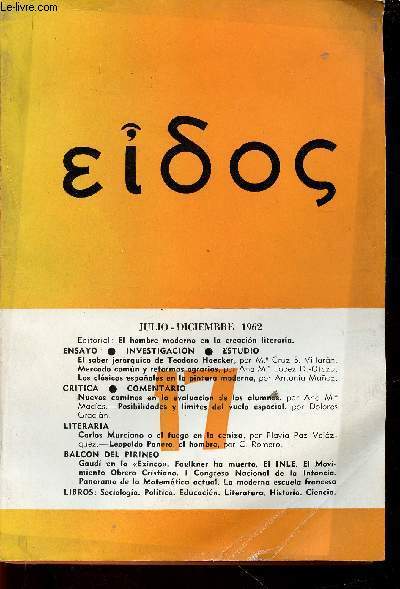 Le-livre.com
εἶδος
JULIO - DICIEMBRE 1962
Editorial: El hombre moderno en la creación literaria.
ENSAYO ● INVESTIGACION ● ESTUDIO
El saber jerárquico de Teodoro Haecker, por M.ª Cruz S. Villarán.
Mercado común y reformas agrarias, por Ana M.ª López
Los clásicos españoles en la pintura moderna, por Antonia Muñoz.
CRITICA ● COMENTARIO
Nuevos caminos en la evaluación de los alumnos, por Ana M.ª
Macías. Posibilidades y límites del vuelo espacial, por Dolores
Gracián.
LITERARIA
Carlos Murciano o el fuego en la ceniza, por Flavia Paz Veláz-
quez.—Leopoldo Panero, el hombre, por C. Romero.
BALCON DEL PIRINEO
Gaudí en la «Exinco». Faulkner ha muerto. El INLE. El Movi-
miento Obrero Cristiano. I Congreso Nacional de la Infancia.
Panorama de la Matemática actual. La moderna escuela francesa
LIBROS: Sociología. Política. Educación. Literatura. Historia. Ciencia.
17
Le-livre.com